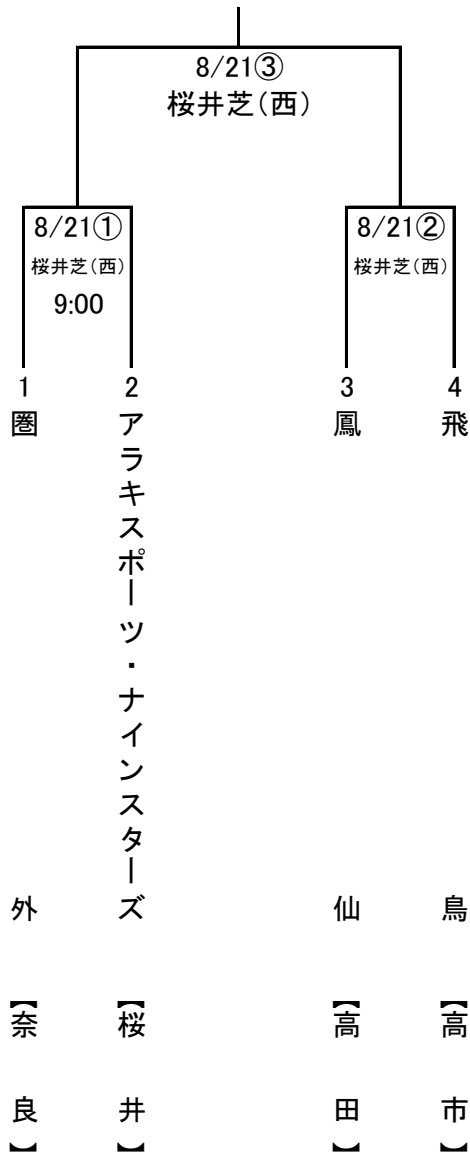 8/21③
桜井芝(西)
8/21①
桜井芝(西)
9:00
8/21②
桜井芝(西)
1
圏外【奈良】
2
アラキスポーツ・ナインスターズ【桜井】
3
鳳仙【高田】
4
飛鳥【高市】